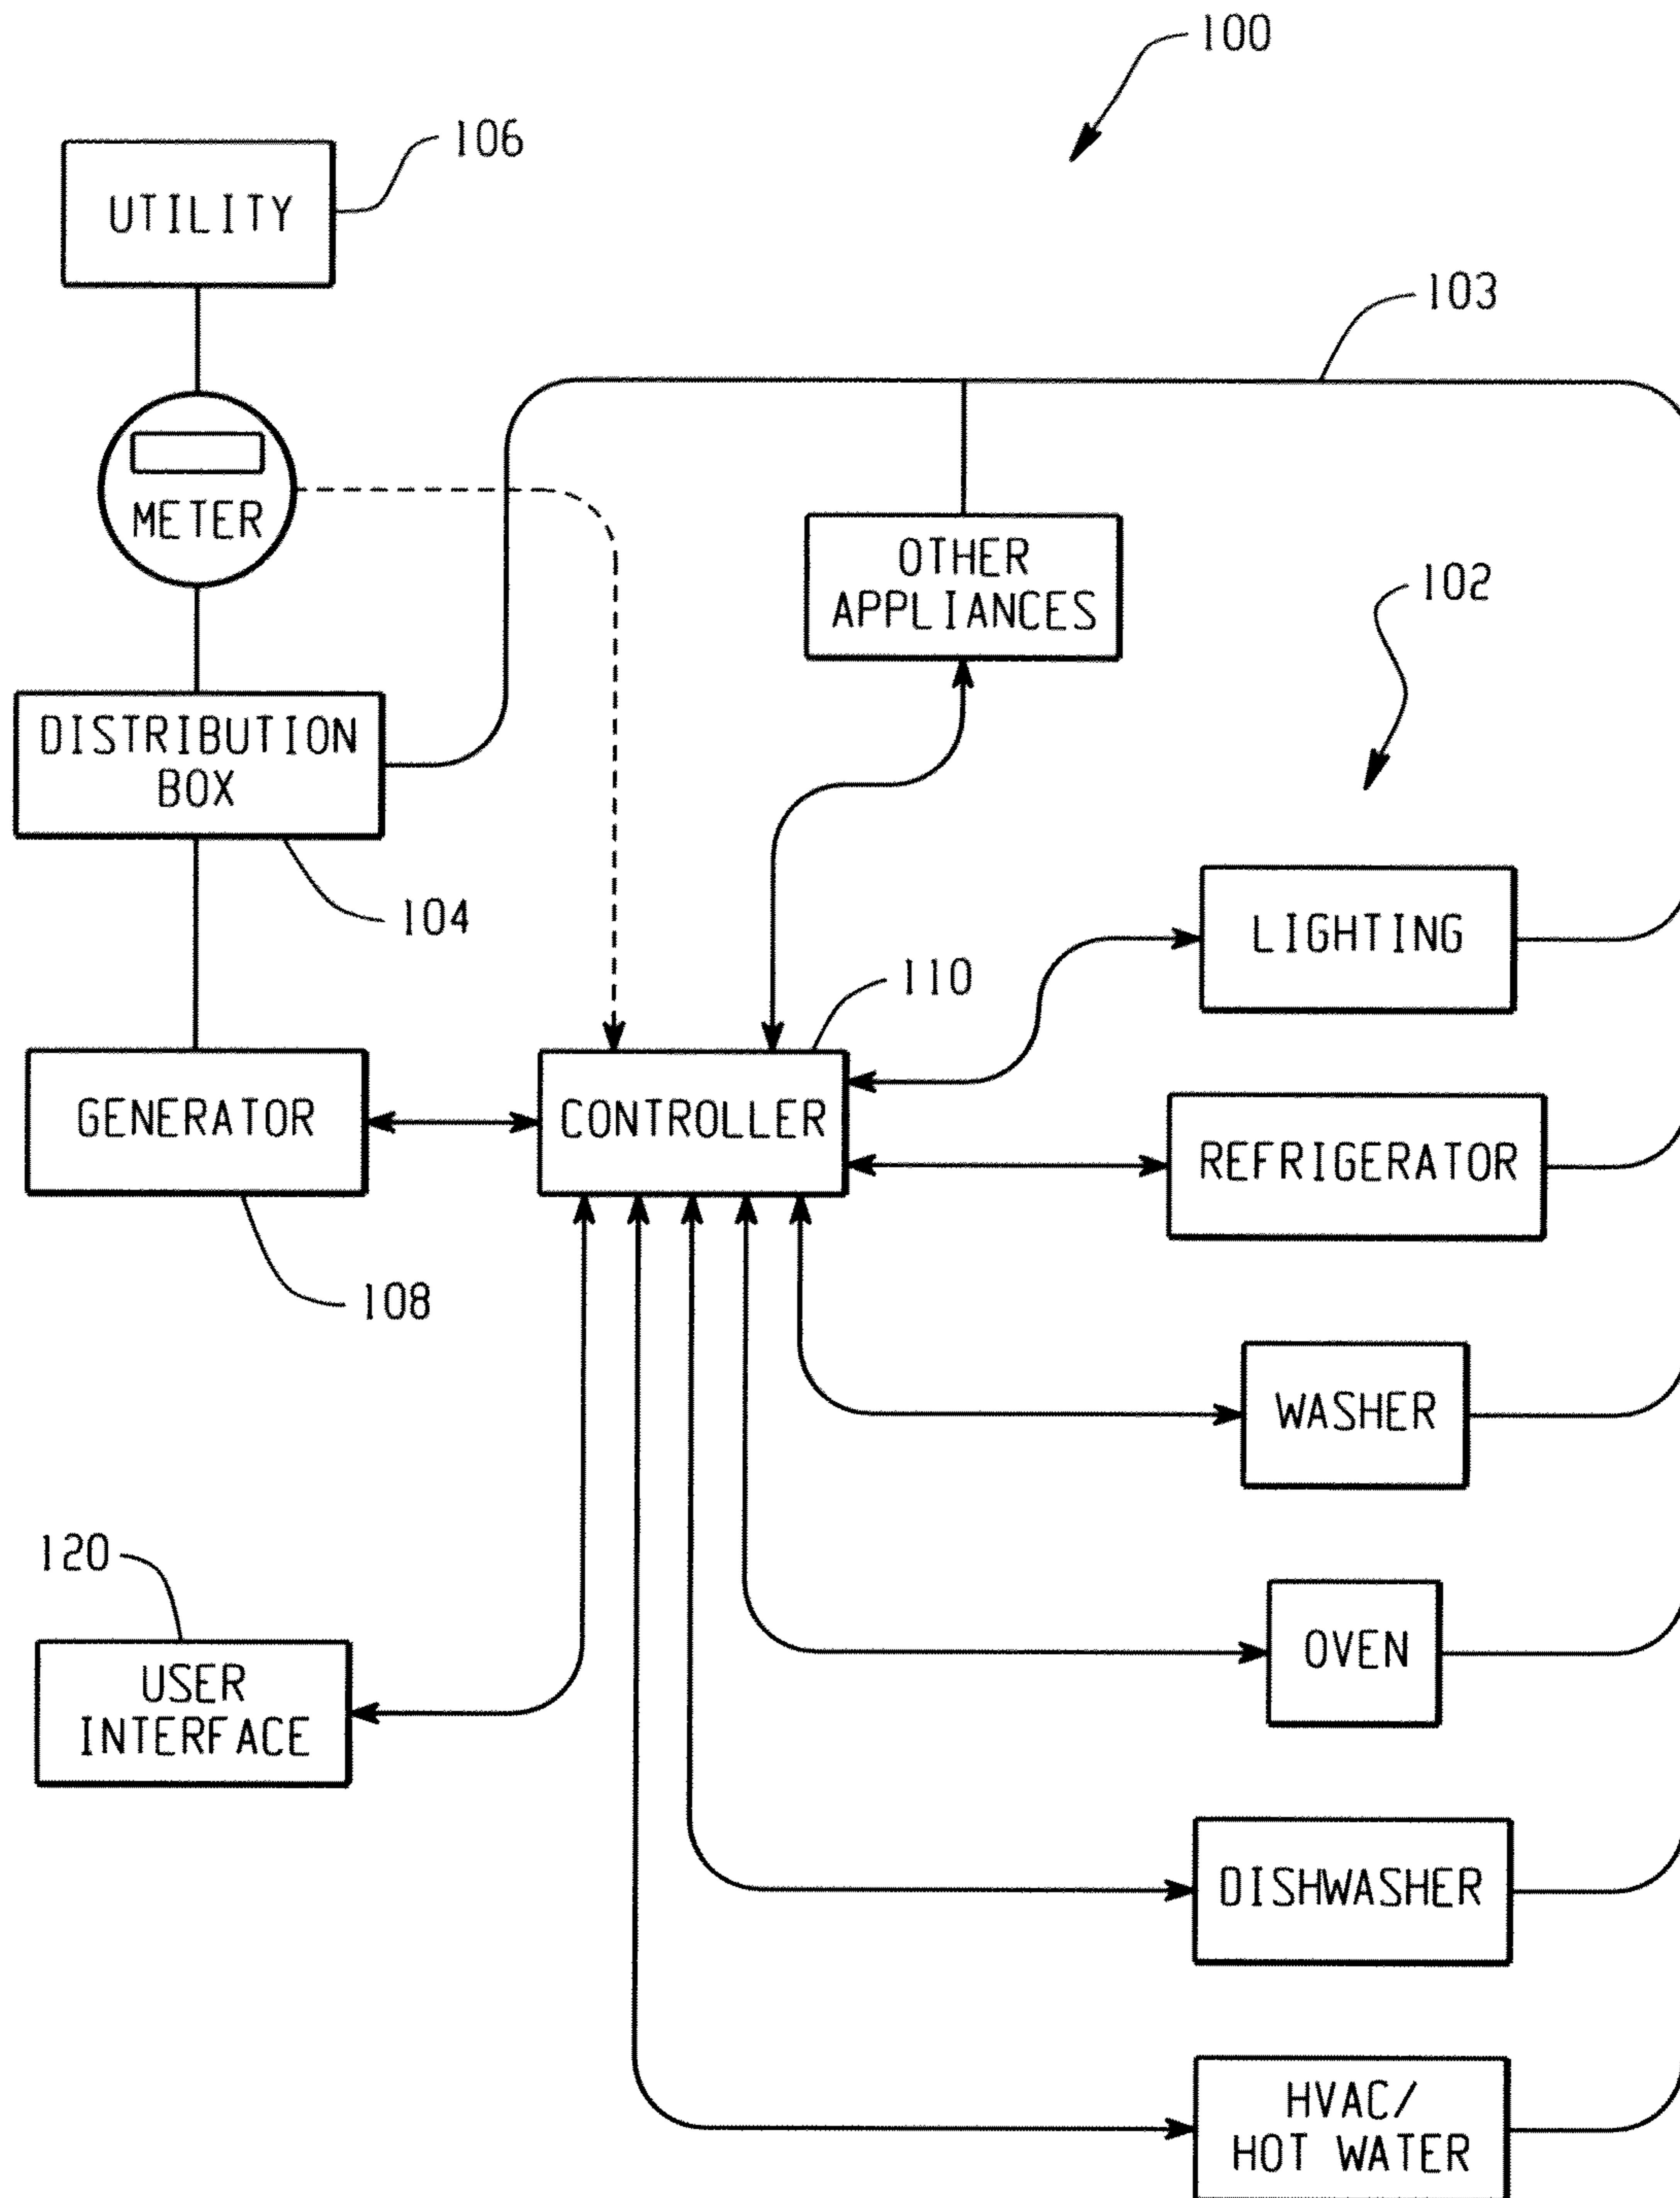 100
106
UTILITY
103
METER
OTHER
APPLIANCES
102
DISTRIBUTION
BOX
104
LIGHTING
110
GENERATOR
CONTROLLER
REFRIGERATOR
108
WASHER
120
OVEN
USER
INTERFACE
DISHWASHER
HVAC/
HOT WATER